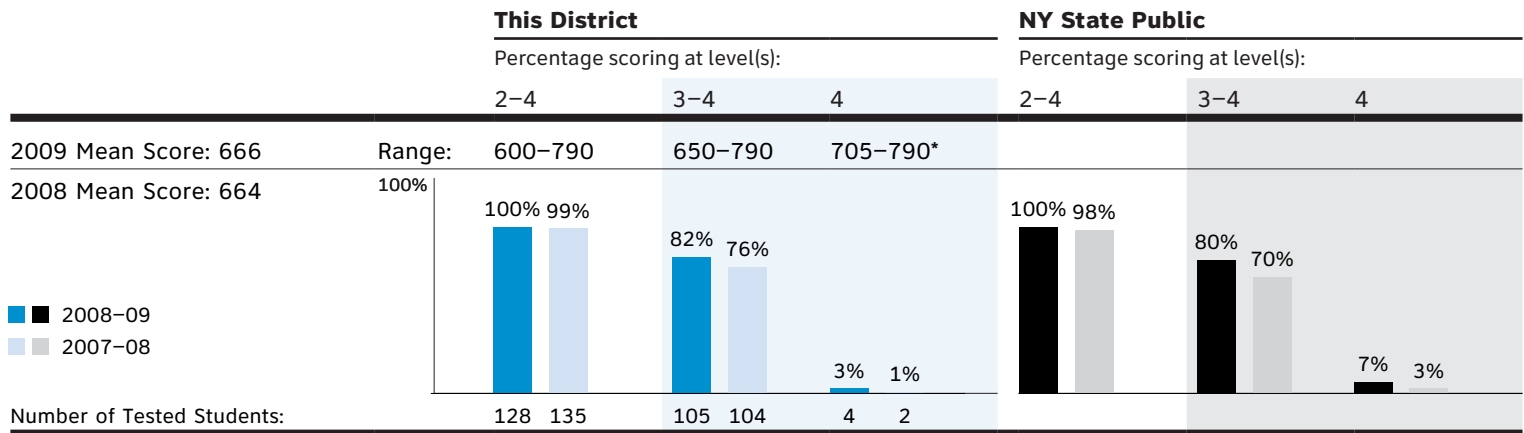 This District NY State Public
Percentage scoring at level(s): Percentage scoring at level(s):
2–4 3–4 4 2–4 3–4 4
2009 Mean Score: 666 Range: 600–790 650–790 705–790*
2008 Mean Score: 664 100%
100% 99% 82% 76% 3% 1% 100% 98% 80% 70% 7% 3%
2008–09
2007–08
Number of Tested Students: 128 135 105 104 4 2